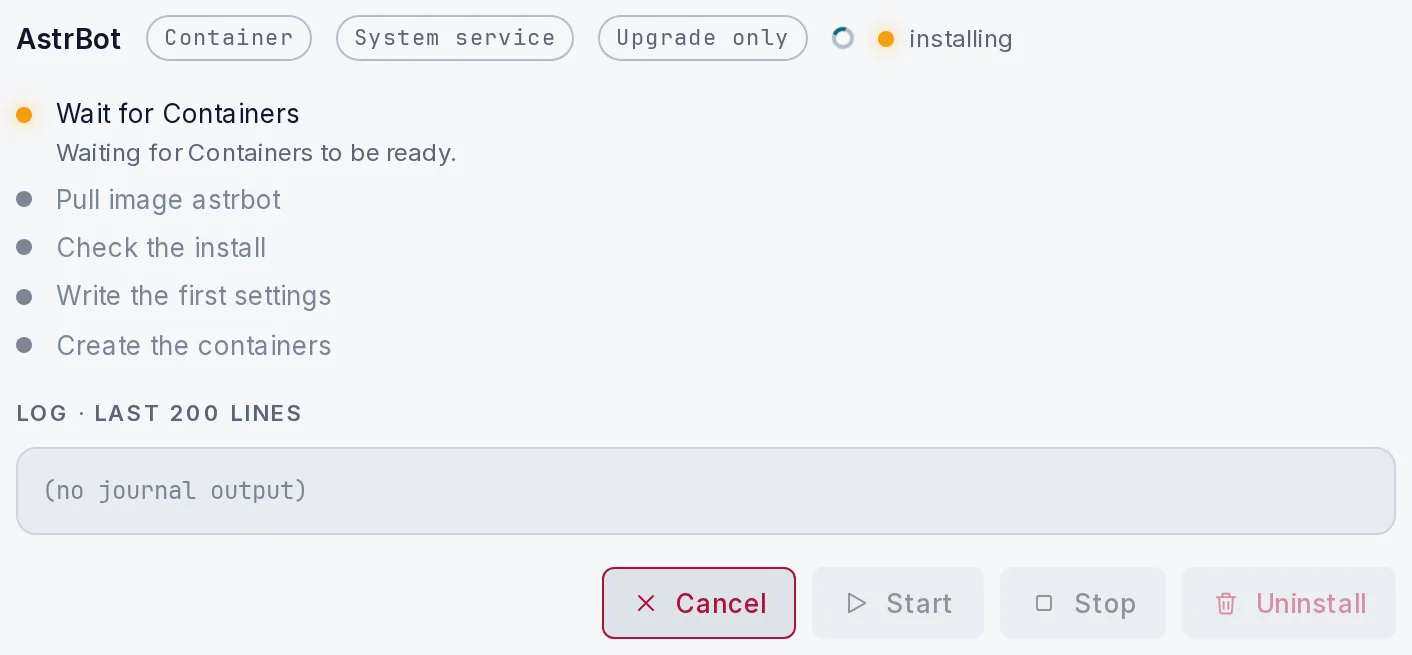 AstrBot Container System service Upgrade only installing
Wait for Containers
Waiting for Containers to be ready.
Pull image astrbot
Check the install
Write the first settings
Create the containers
LOG · LAST 200 LINES
(no journal output)
Cancel Start Stop Uninstall